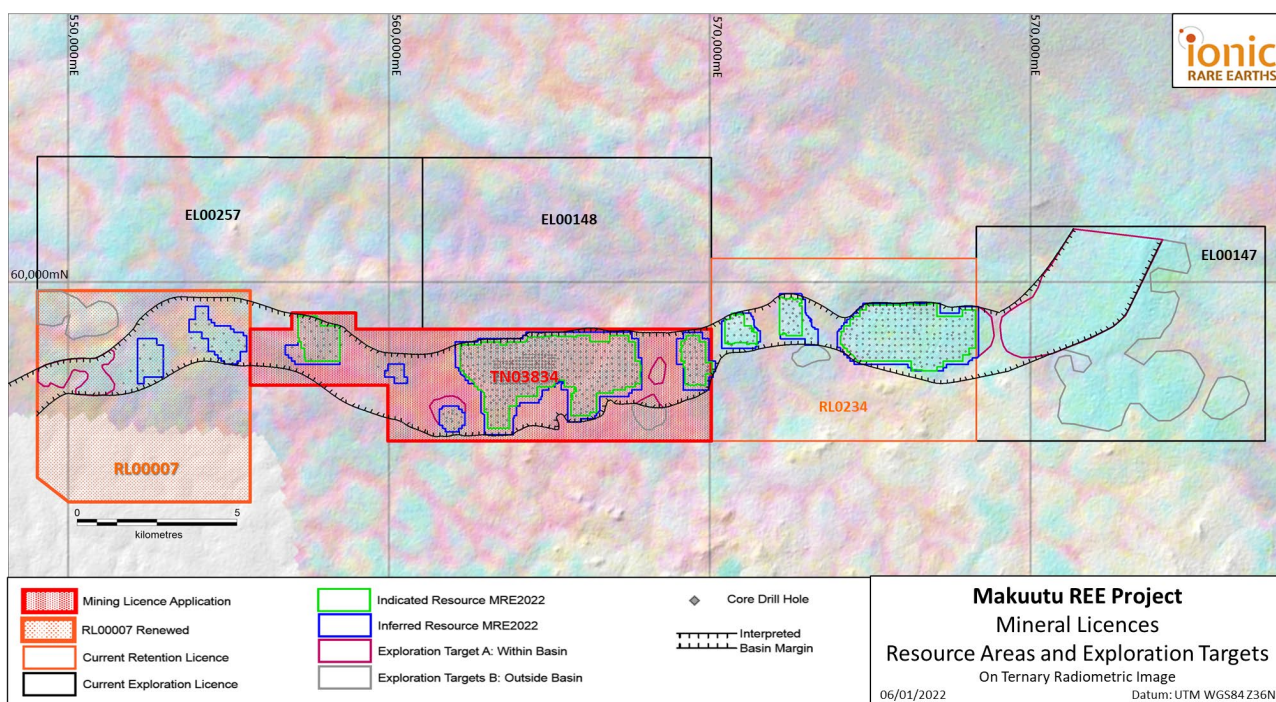 550,000mE
560,000mE
570,000mE
570,000mE
ionic
RARE EARTHS
EL00257
EL00148
EL00147
60,000mN
TN03834
RL0234
RL00007
0 5
kilometres
Mining Licence Application
RL00007 Renewed
Current Retention Licence
Current Exploration Licence
Indicated Resource MRE2022
Inferred Resource MRE2022
Exploration Target A: Within Basin
Exploration Targets B: Outside Basin
Core Drill Hole
Interpreted
Basin Margin
Makuutu REE Project
Mineral Licences
Resource Areas and Exploration Targets
On Ternary Radiometric Image
06/01/2022 Datum: UTM WGS84 Z36N